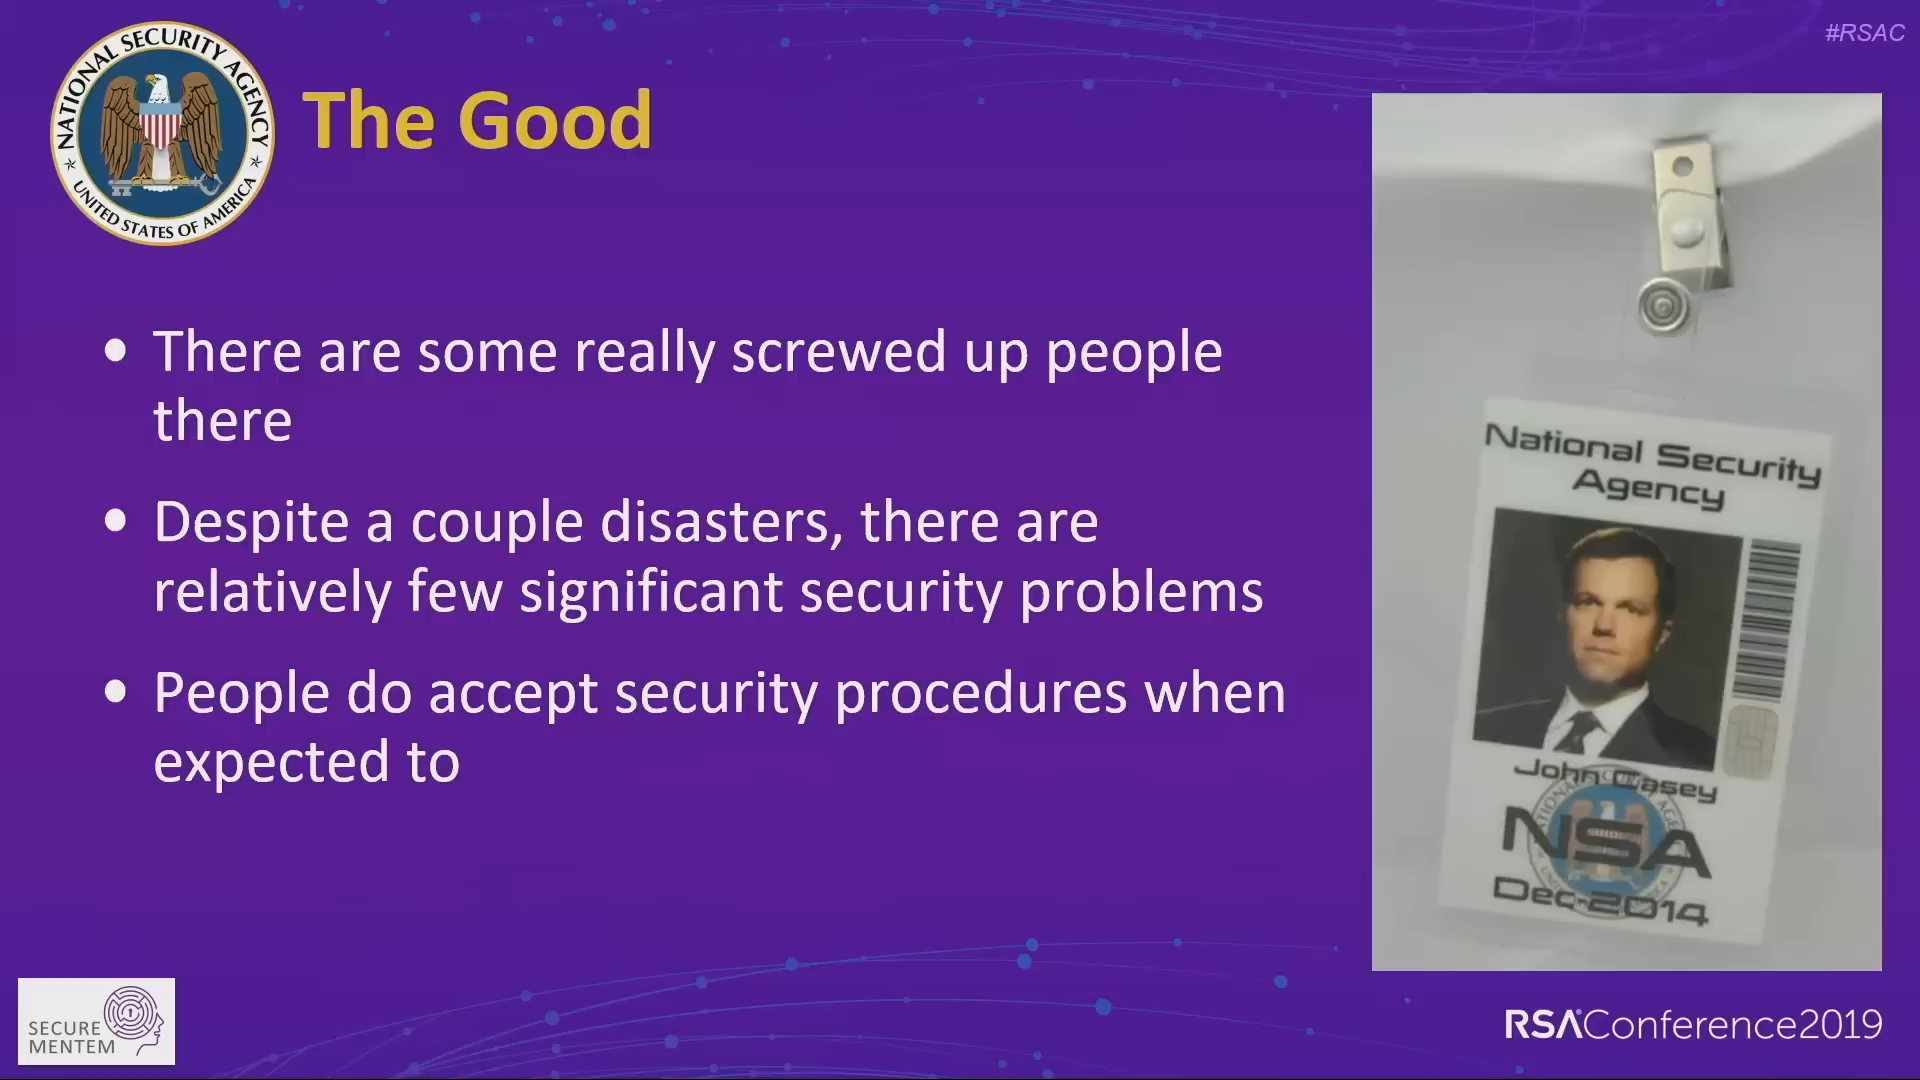 #RSAC
NATIONAL SECURITY AGENCY
UNITED STATES OF AMERICA
The Good
• There are some really screwed up people
there
• Despite a couple disasters, there are
relatively few significant security problems
• People do accept security procedures when
expected to
National Security
Agency
John Casey
NSA
Dec-2014
SECURE
MENTEM
RSA®Conference2019